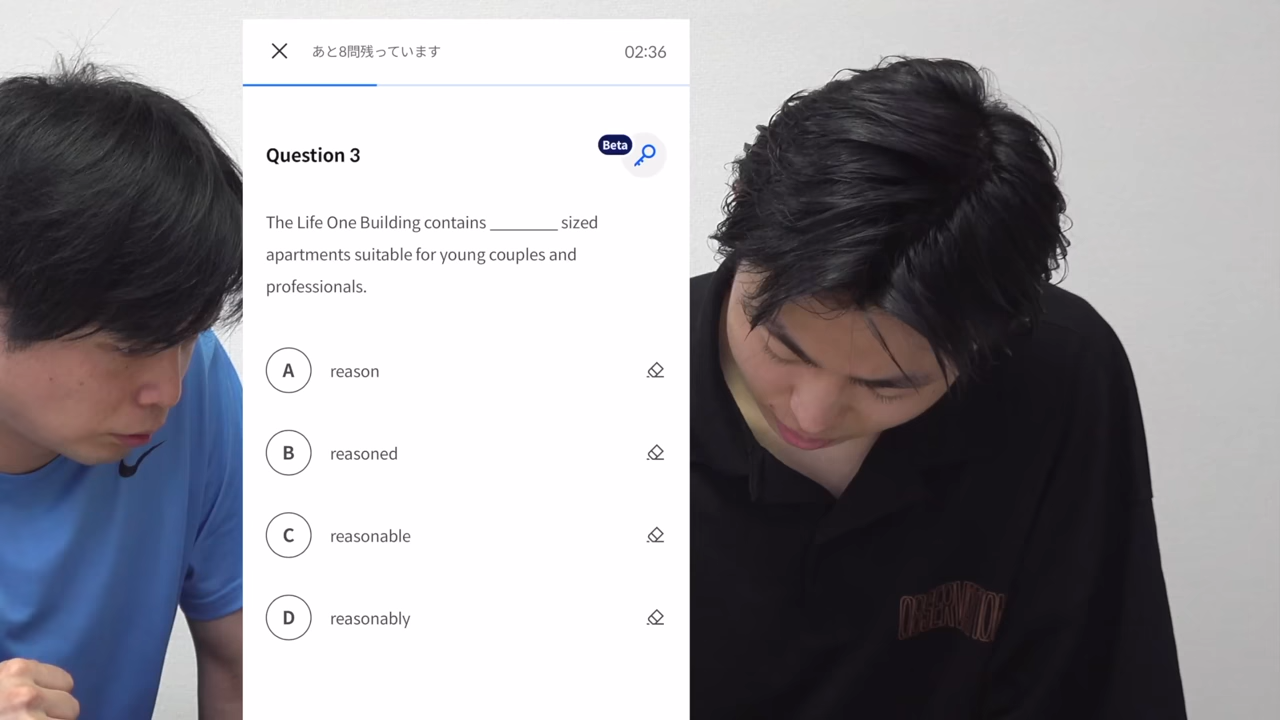 あと8問残っています
02:36
Question 3
Beta
The Life One Building contains ________ sized
apartments suitable for young couples and
professionals.
A reason
B reasoned
C reasonable
D reasonably
OBSERVATION